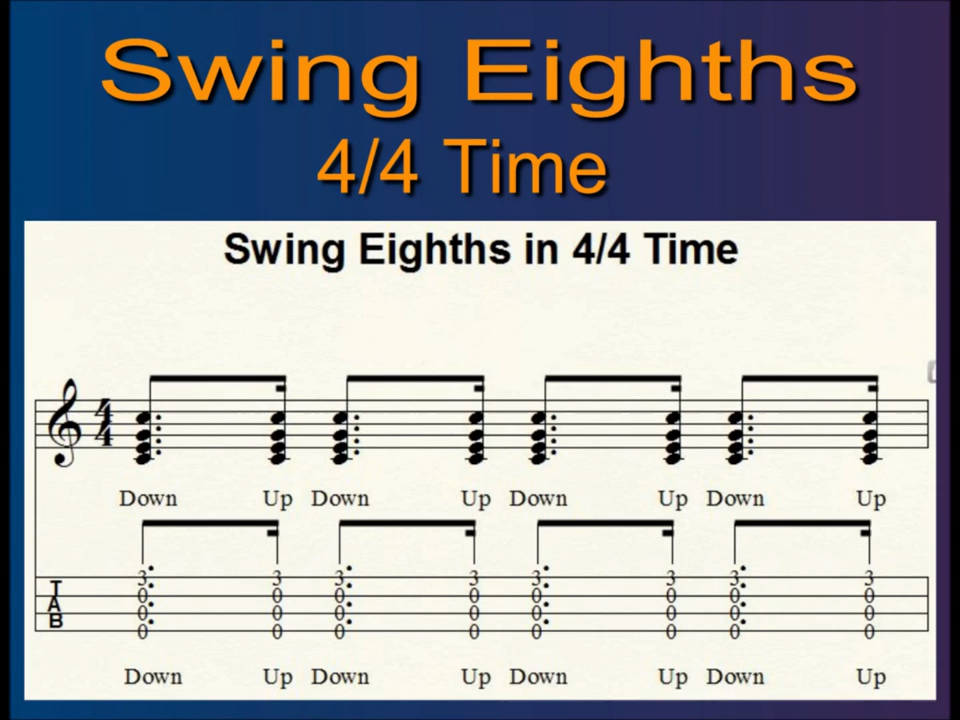 Swing Eighths
4/4 Time
Swing Eighths in 4/4 Time
4
4
Down Up Down Up Down Up Down Up
T
A
B
3 3 3 3 3 3 3 3
0 0 0 0 0 0 0 0
0 0 0 0 0 0 0 0
0 0 0 0 0 0 0 0
Down Up Down Up Down Up Down Up